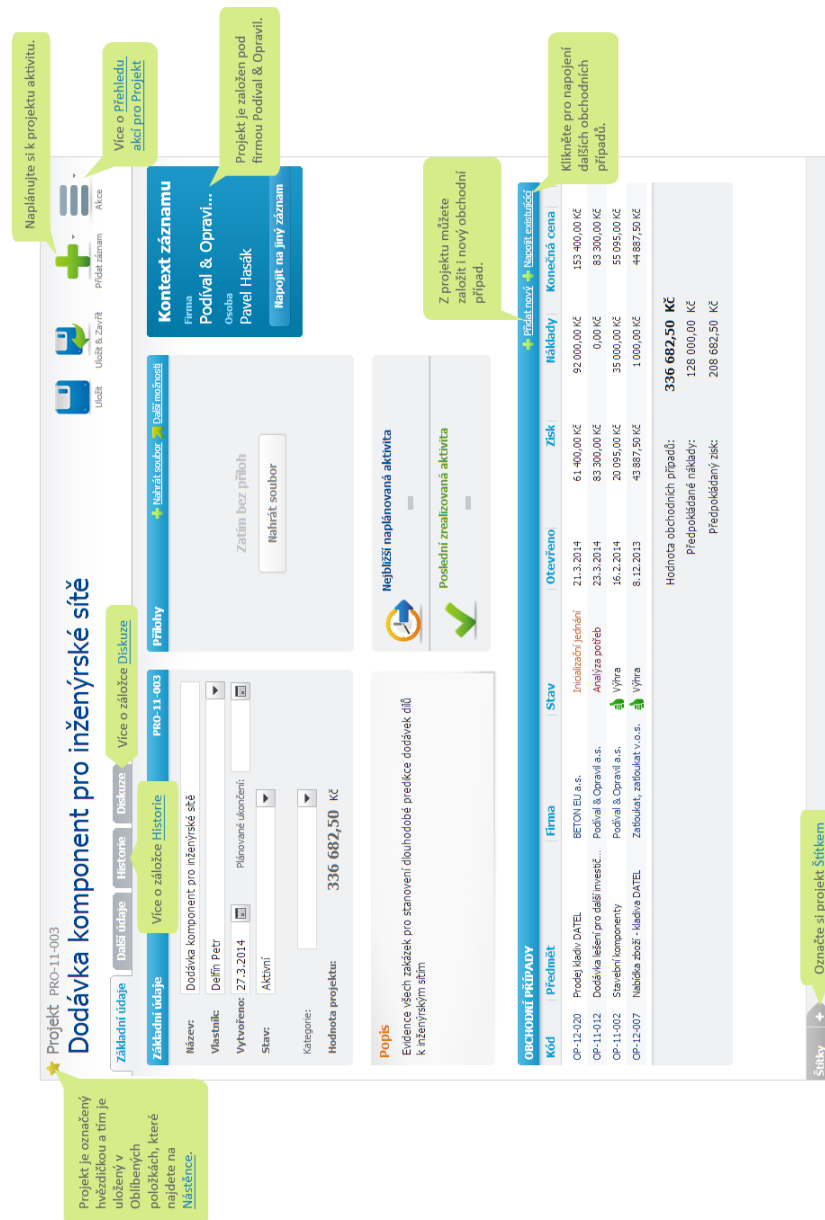 Naplánujte si k projektu aktivitu.
Projekt PRO-11-003
Dodávka komponent pro inženýrské sítě
Uložit
Uložit & Zavřít
Přidat záznam
Akce
Více o Přehledu
akcí pro Projekt
Projekt je označený
hvězdičkou a tím je
uložený v
Oblíbených
položkách, které
najdete na
Nástěnce.
Základní údaje
Další údaje
Historie
Diskuze
Více o záložce Diskuze
Více o záložce Historie
Základní údaje
PRO-11-003
Název:
Dodávka komponent pro inženýrské sítě
Vlastník:
Delfín Petr
Vytvořeno:
27.3.2014
Plánované ukončení:
Stav:
Aktivní
Kategorie:
Hodnota projektu:
336 682,50 Kč
Přílohy
Nahrát soubor
Další možnosti
Zatím bez příloh
Nahrát soubor
Kontext záznamu
Firma
Podíval & Opravi...
Osoba
Pavel Hasák
Napojit na jiný záznam
Projekt je založen pod
firmou Podíval & Opravil.
Popis
Evidence všech zakázek pro stanovení dlouhodobé predikce dodávek dílů
k inženýrským sítím
Nejbližší naplánovaná aktivita
Poslední zrealizovaná aktivita
Z projektu můžete
založit i nový obchodní
případ.
Klikněte pro napojení
dalších obchodních
případů.
OBCHODNÍ PŘÍPADY
Přidat nový
Napojit existující
Kód Předmět Firma Stav Otevřeno Zisk Náklady Konečná cena
OP-12-020 Prodej kladiv DATEL BETON EU a.s. Inicializační jednání 21.3.2014 61 400,00 Kč 92 000,00 Kč 153 400,00 Kč
OP-11-012 Dodávka lešení pro další investič... Podíval & Opravil a.s. Analýza potřeb 23.3.2014 83 300,00 Kč 0,00 Kč 83 300,00 Kč
OP-11-002 Stavební komponenty Podíval & Opravil a.s. Výhra 16.2.2014 20 095,00 Kč 35 000,00 Kč 55 095,00 Kč
OP-12-007 Nabídka zboží - kladiva DATEL Zatloukat, zatloukat v.o.s. Výhra 8.12.2013 43 887,50 Kč 1 000,00 Kč 44 887,50 Kč
Hodnota obchodních případů: 336 682,50 Kč
Předpokládané náklady: 128 000,00 Kč
Předpokládaný zisk: 208 682,50 Kč
Štítky +
Označte si projekt Štítkem